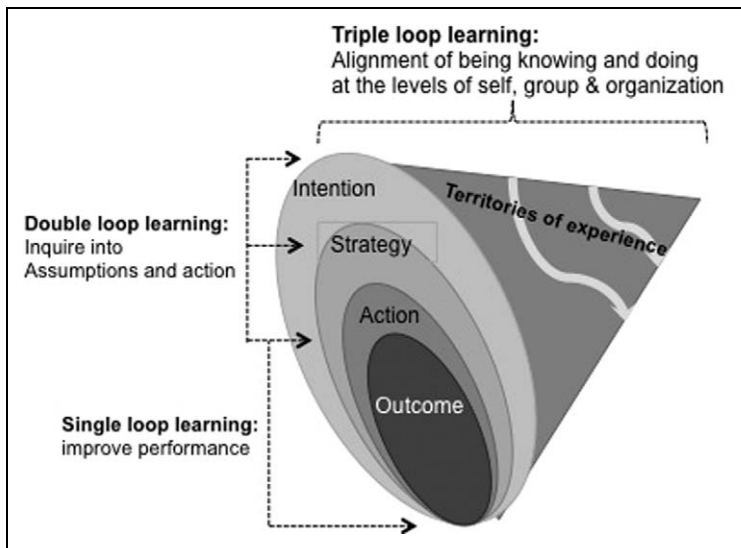 Triple loop learning:
Alignment of being knowing and doing
at the levels of self, group & organization
Intention
Territories of experience
Double loop learning:
Inquire into
Assumptions and action
Strategy
Action
Outcome
Single loop learning:
improve performance